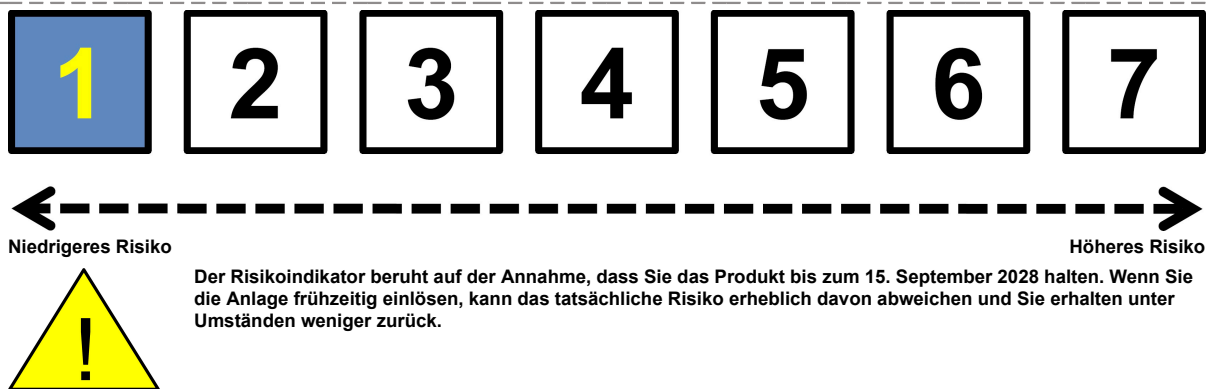 1 2 3 4 5 6 7
Niedrigeres Risiko Höheres Risiko
Der Risikoindikator beruht auf der Annahme, dass Sie das Produkt bis zum 15. September 2028 halten. Wenn Sie
die Anlage frühzeitig einlösen, kann das tatsächliche Risiko erheblich davon abweichen und Sie erhalten unter
Umständen weniger zurück.
!